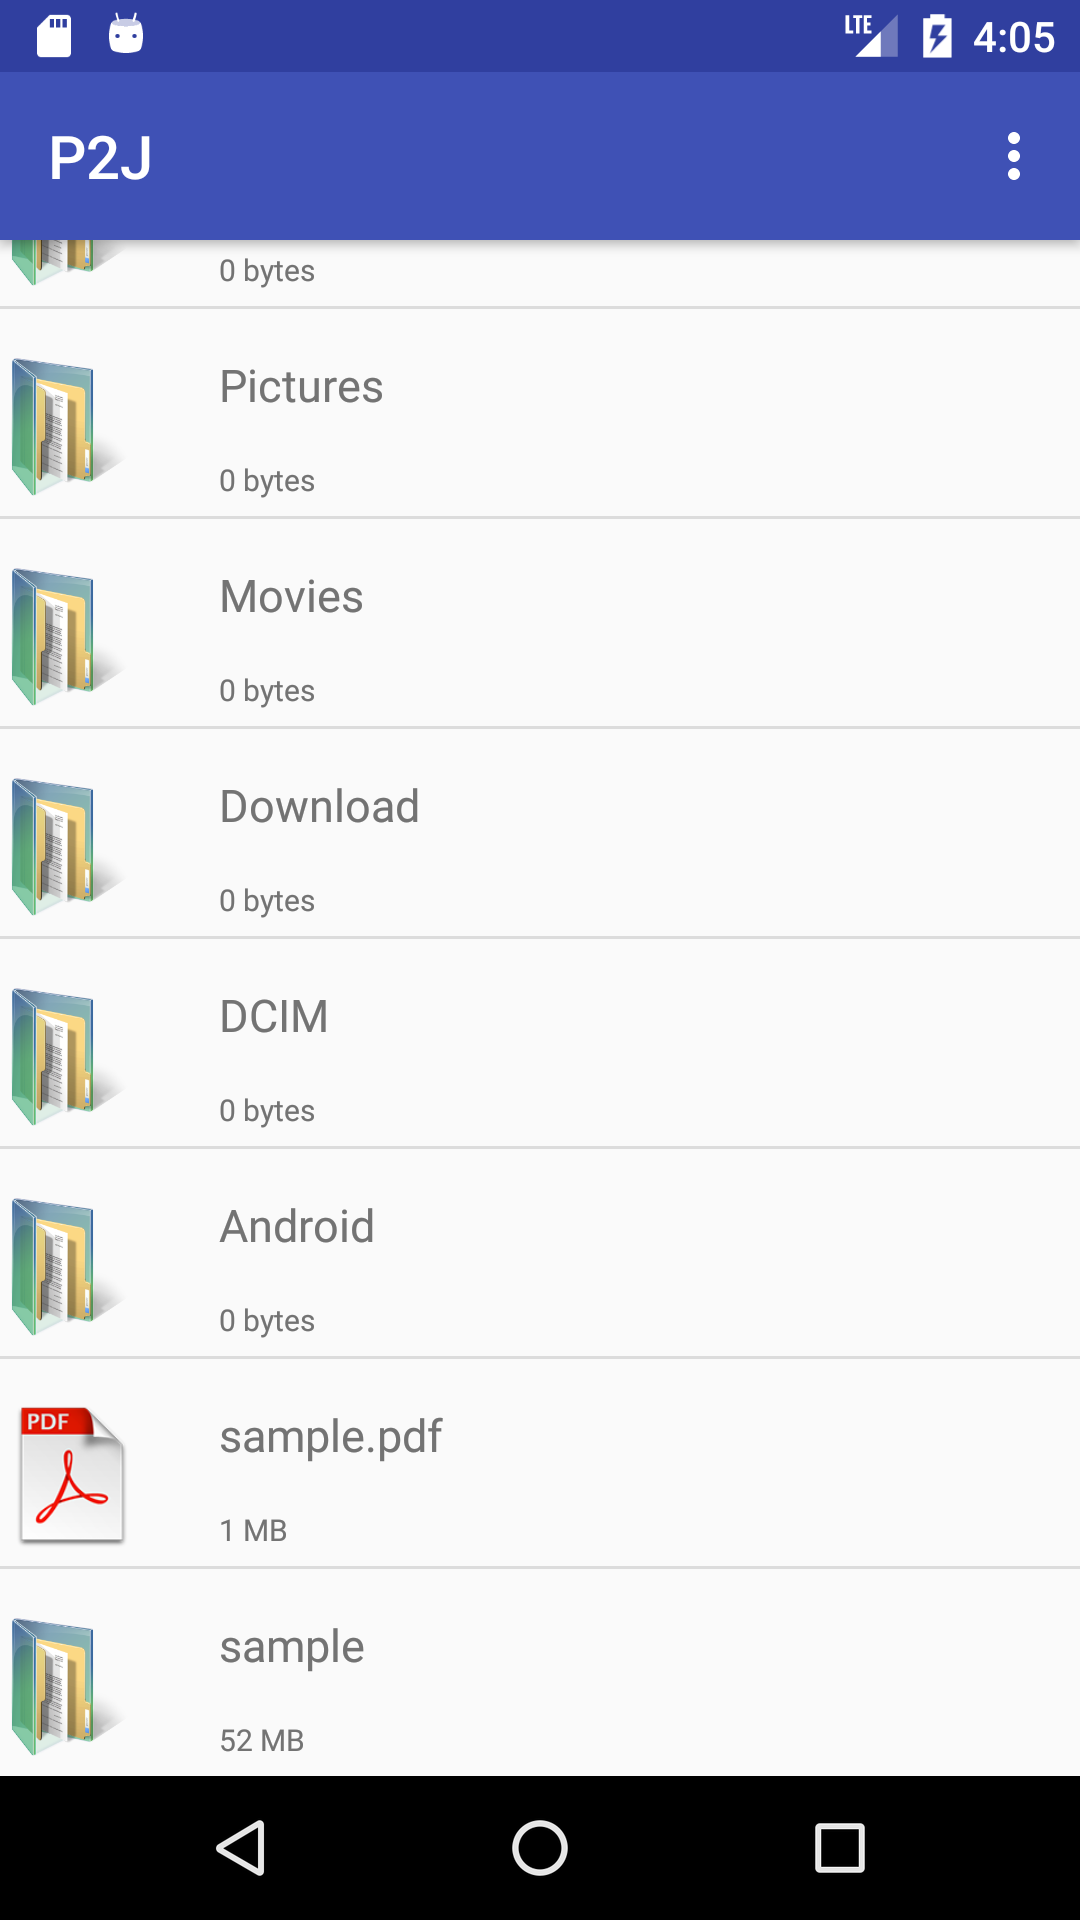 LTE 4:05
P2J
0 bytes
Pictures
0 bytes
Movies
0 bytes
Download
0 bytes
DCIM
0 bytes
Android
0 bytes
PDF
sample.pdf
1 MB
sample
52 MB